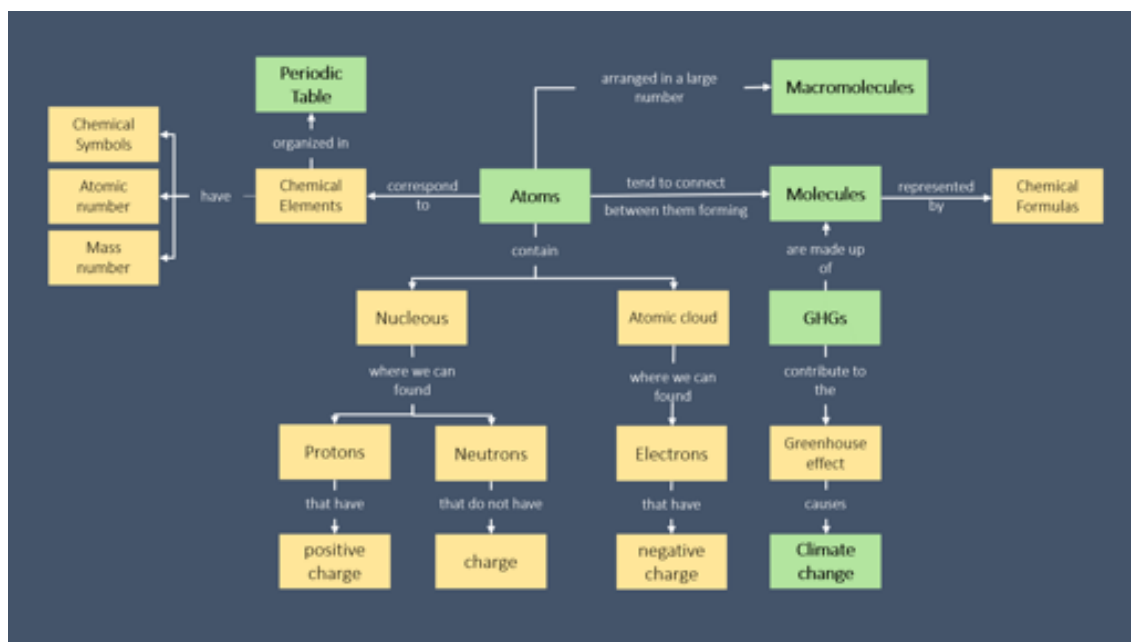 Periodic
Table
arranged in a large
number
Macromolecules
Chemical
Symbols
organized in
Atomic
number
have
Chemical
Elements
correspond
to
Atoms
tend to connect
between them forming
Molecules
represented
by
Chemical
Formulas
Mass
number
contain
are made up
of
Nucleous
Atomic cloud
GHGs
where we can
found
where we can
found
contribute to
the
Protons
Neutrons
Electrons
Greenhouse
effect
that have
that do not have
that have
causes
positive
charge
charge
negative
charge
Climate
change